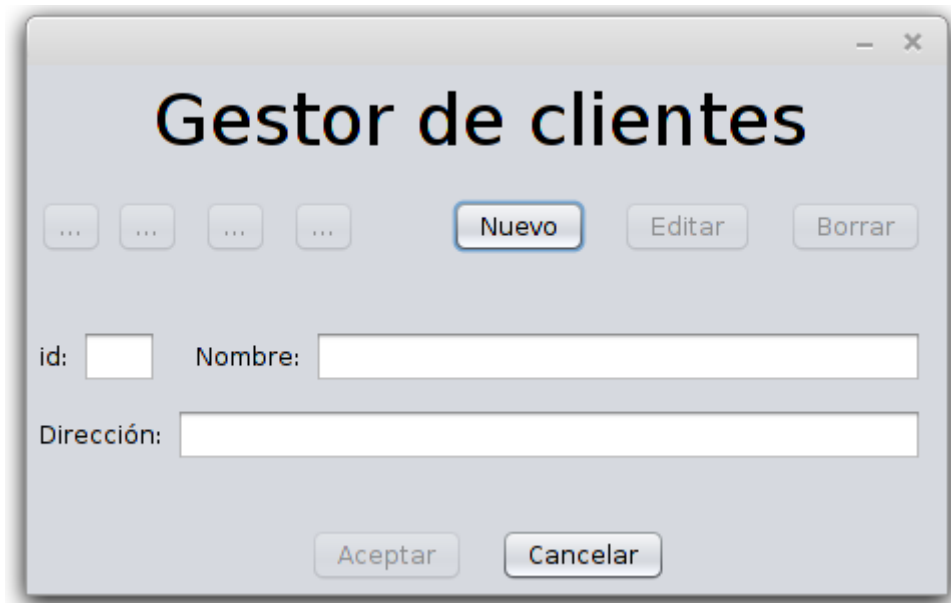 Gestor de clientes
... ... ... ... Nuevo Editar Borrar
id: Nombre:
Dirección:
Aceptar Cancelar